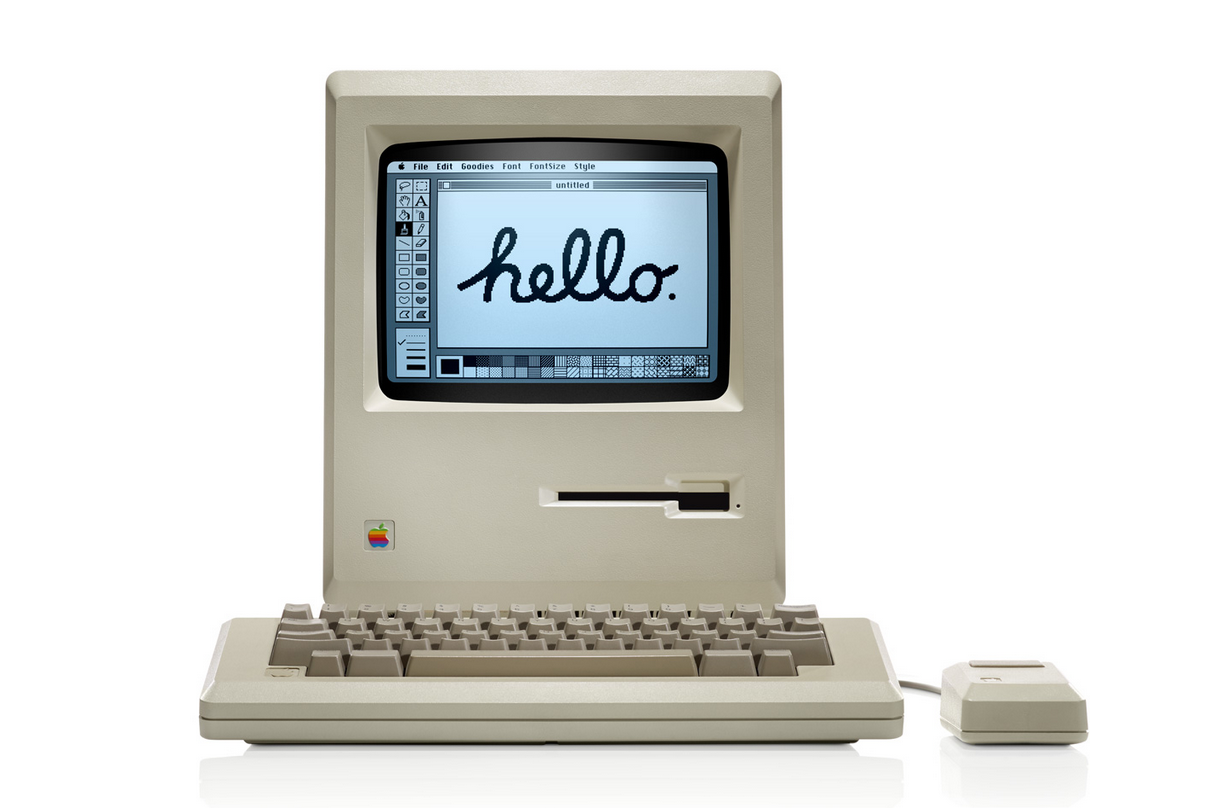 File Edit Goodies Font FontSize Style
untitled
A
hello.